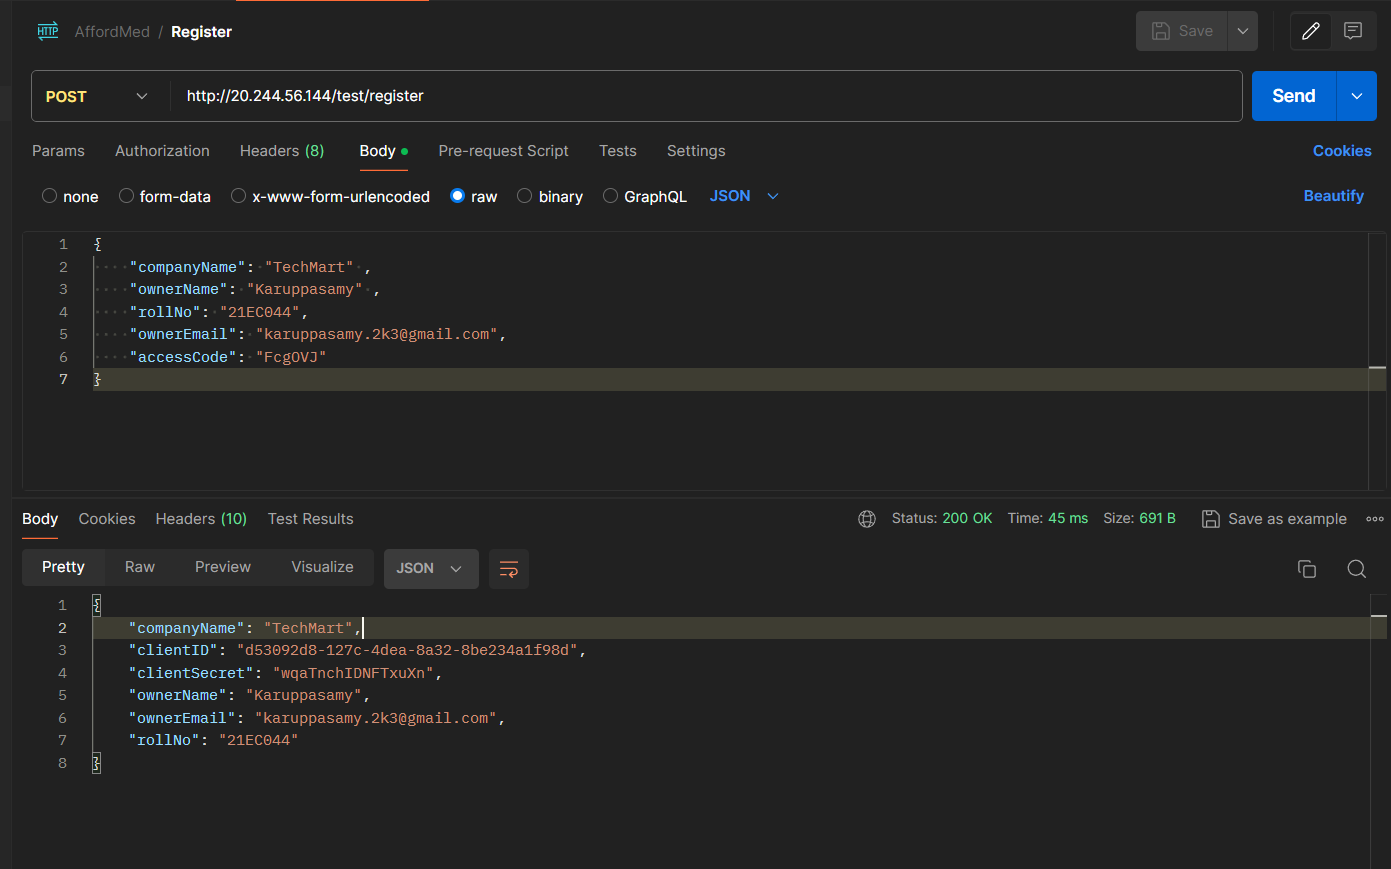 HTTP AffordMed / Register Save
POST http://20.244.56.144/test/register Send
Params Authorization Headers (8) Body Pre-request Script Tests Settings Cookies
none form-data x-www-form-urlencoded raw binary GraphQL JSON Beautify
1 {
2 "companyName": "TechMart" ,
3 "ownerName": "Karuppasamy" ,
4 "rollNo": "21EC044",
5 "ownerEmail": "karuppasamy.2k3@gmail.com",
6 "accessCode": "FcgOVJ"
7 }
Body Cookies Headers (10) Test Results Status: 200 OK Time: 45 ms Size: 691 B Save as example
Pretty Raw Preview Visualize JSON
1 {
2 "companyName": "TechMart",
3 "clientID": "d53092d8-127c-4dea-8a32-8be234a1f98d",
4 "clientSecret": "wqaTnchIDNFTxuXn",
5 "ownerName": "Karuppasamy",
6 "ownerEmail": "karuppasamy.2k3@gmail.com",
7 "rollNo": "21EC044"
8 }